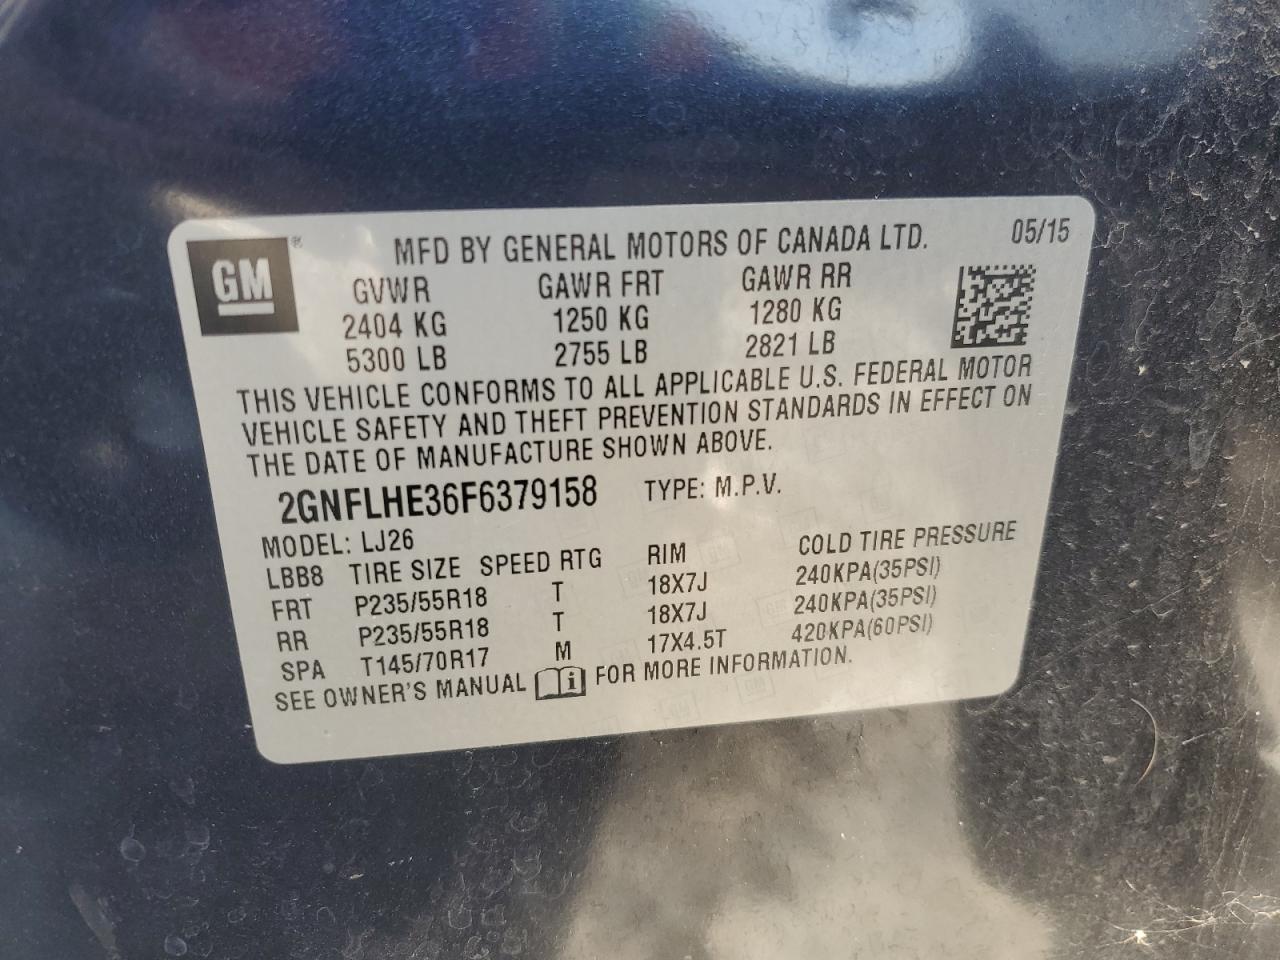 GM ® MFD BY GENERAL MOTORS OF CANADA LTD. 05/15
GVWR GAWR FRT GAWR RR
2404 KG 1250 KG 1280 KG
5300 LB 2755 LB 2821 LB
THIS VEHICLE CONFORMS TO ALL APPLICABLE U.S. FEDERAL MOTOR
VEHICLE SAFETY AND THEFT PREVENTION STANDARDS IN EFFECT ON
THE DATE OF MANUFACTURE SHOWN ABOVE.
2GNFLHE36F6379158 TYPE: M.P.V.
MODEL: LJ26
LBB8 TIRE SIZE SPEED RTG RIM COLD TIRE PRESSURE
FRT P235/55R18 T 18X7J 240KPA(35PSI)
RR P235/55R18 T 18X7J 240KPA(35PSI)
SPA T145/70R17 M 17X4.5T 420KPA(60PSI)
SEE OWNER'S MANUAL i FOR MORE INFORMATION.